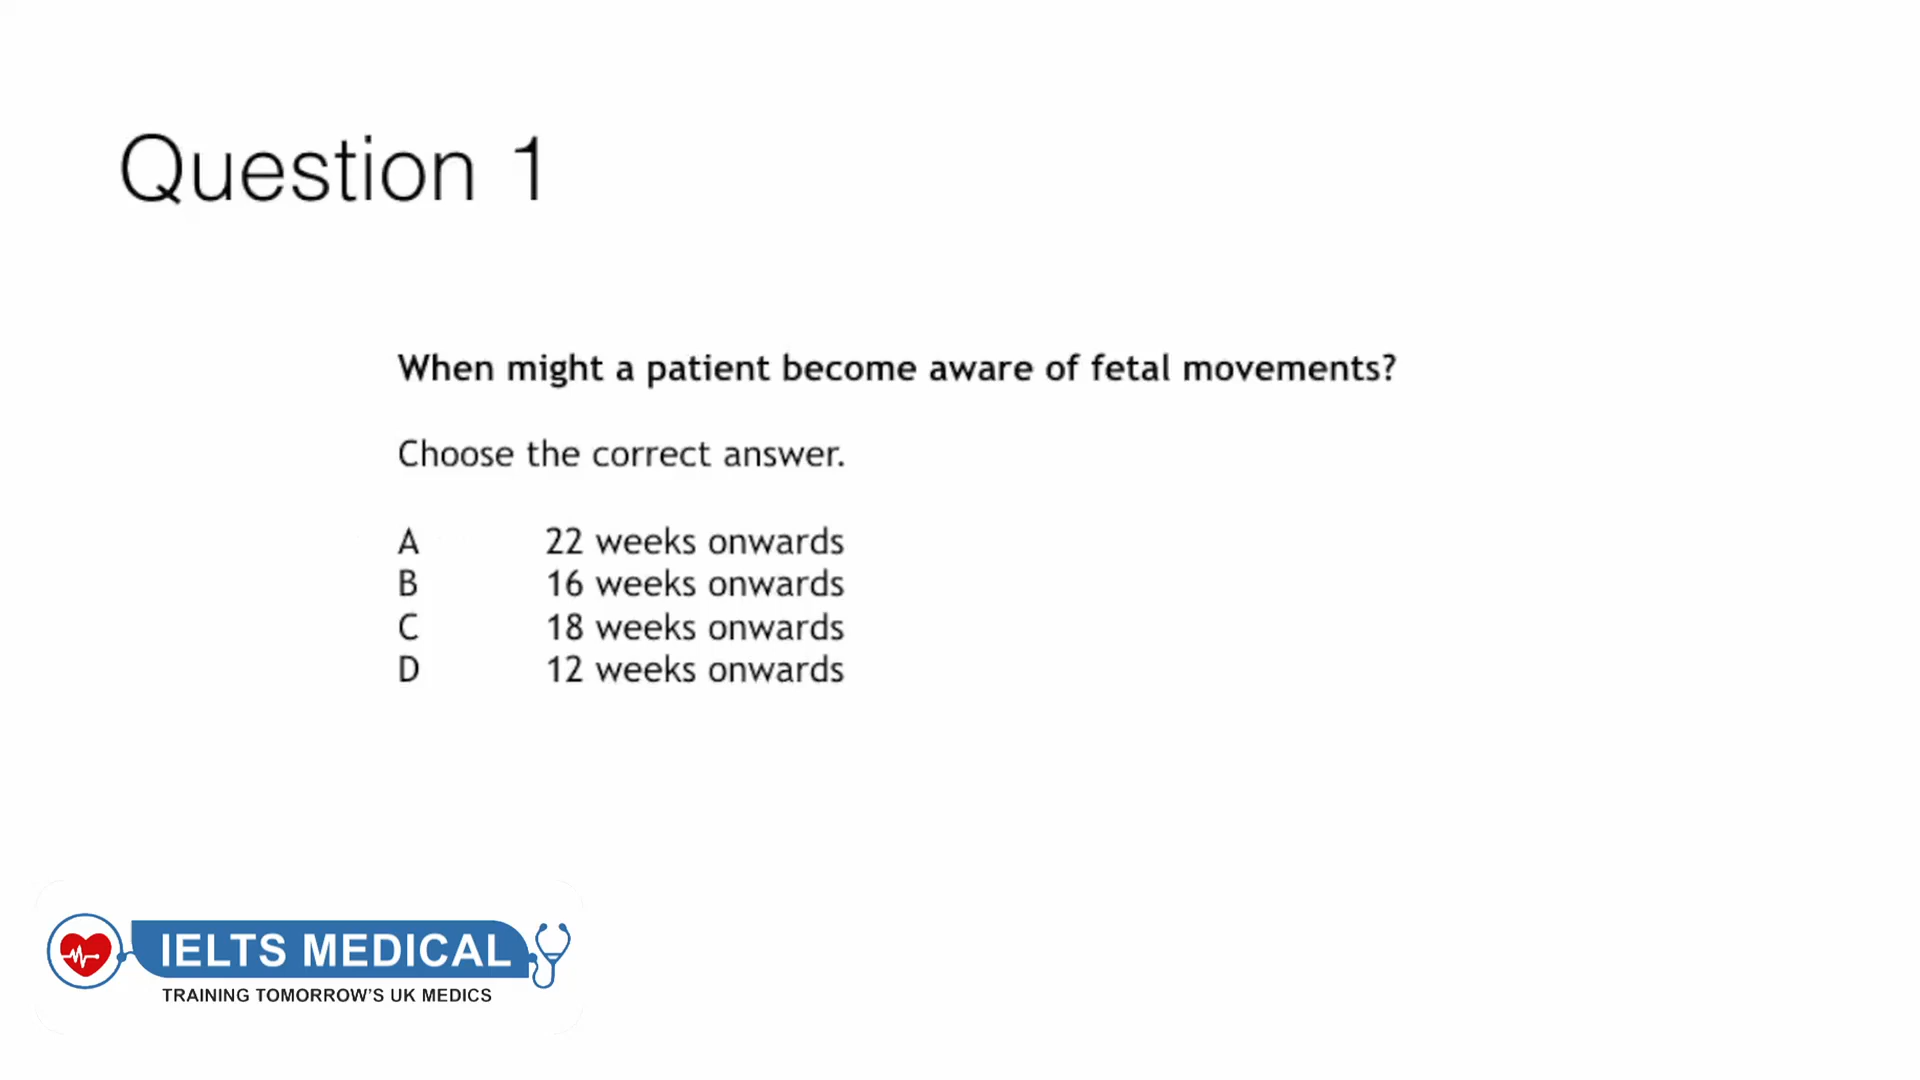 Question 1
When might a patient become aware of fetal movements?
Choose the correct answer.
A 22 weeks onwards
B 16 weeks onwards
C 18 weeks onwards
D 12 weeks onwards
IELTS MEDICAL
TRAINING TOMORROW'S UK MEDICS